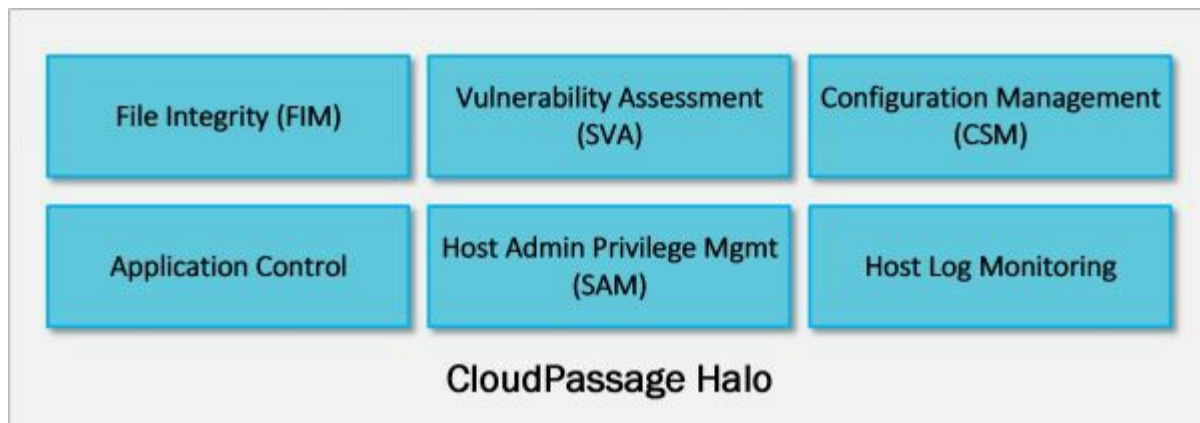 File Integrity (FIM)
Vulnerability Assessment
(SVA)
Configuration Management
(CSM)
Application Control
Host Admin Privilege Mgmt
(SAM)
Host Log Monitoring
CloudPassage Halo